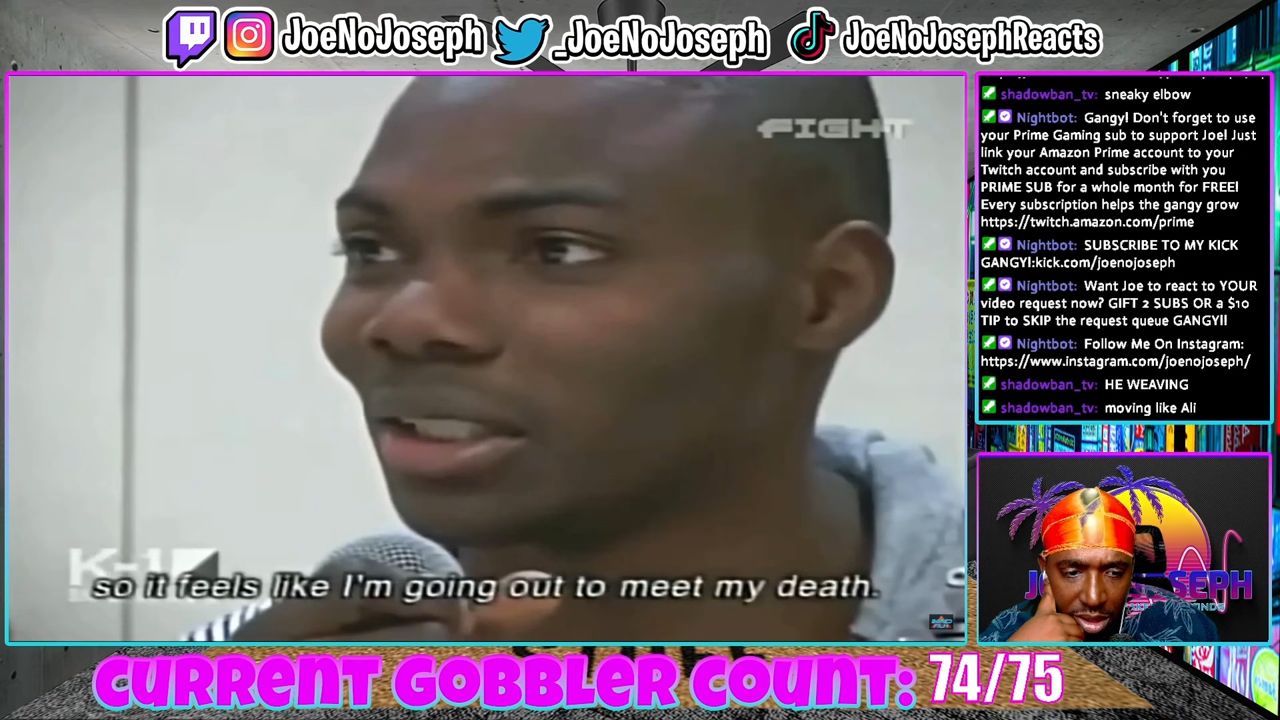 JoeNoJoseph
_JoeNoJoseph
JoeNoJosephReacts
FIGHT
K-1
so it feels like I'm going out to meet my death.
shadowban_tv: sneaky elbow
Nightbot: Gangy! Don't forget to use
your Prime Gaming sub to support Joe! Just
link your Amazon Prime account to your
Twitch account and subscribe with you
PRIME SUB for a whole month for FREE!
Every subscription helps the gangy grow
https://twitch.amazon.com/prime
Nightbot: SUBSCRIBE TO MY KICK
GANGY!:kick.com/joenojoseph
Nightbot: Want Joe to react to YOUR
video request now? GIFT 2 SUBS OR a $10
TIP to SKIP the request queue GANGY!!
Nightbot: Follow Me On Instagram:
https://www.instagram.com/joenojoseph/
shadowban_tv: HE WEAVING
shadowban_tv: moving like Ali
CURRENT GOBBLER COUNT: 74/75